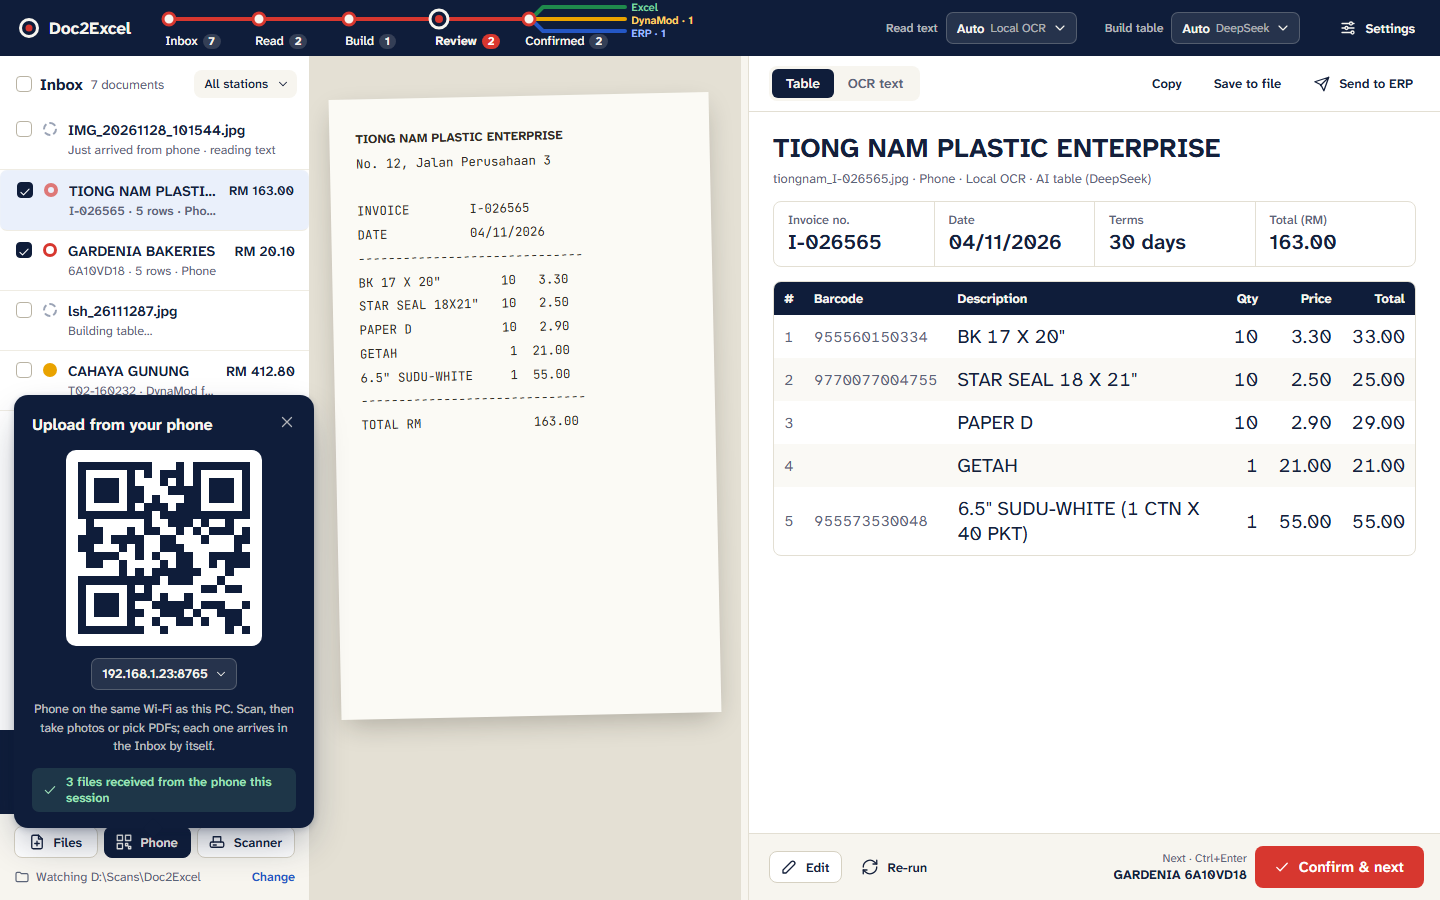 Doc2Excel
Inbox 7
Read 2
Build 1
Review 2
Confirmed 2
Excel
DynaMod · 1
ERP · 1
Read text
Auto Local OCR
Build table
Auto DeepSeek
Settings
Inbox 7 documents
All stations
IMG_20261128_101544.jpg
Just arrived from phone · reading text
TIONG NAM PLASTI... RM 163.00
I-026565 · 5 rows · Pho...
GARDENIA BAKERIES RM 20.10
6A10VD18 · 5 rows · Phone
lsh_26111287.jpg
Building table...
CAHAYA GUNUNG RM 412.80
T02-160232 · DynaMod f...
Upload from your phone
192.168.1.23:8765
Phone on the same Wi-Fi as this PC. Scan, then
take photos or pick PDFs; each one arrives in
the Inbox by itself.
3 files received from the phone this
session
Files
Phone
Scanner
Watching D:\Scans\Doc2Excel
Change
TIONG NAM PLASTIC ENTERPRISE
No. 12, Jalan Perusahaan 3
INVOICE I-026565
DATE 04/11/2026
------------------------------
BK 17 X 20" 10 3.30
STAR SEAL 18X21" 10 2.50
PAPER D 10 2.90
GETAH 1 21.00
6.5" SUDU-WHITE 1 55.00
------------------------------
TOTAL RM 163.00
Table
OCR text
Copy
Save to file
Send to ERP
TIONG NAM PLASTIC ENTERPRISE
tiongnam_I-026565.jpg · Phone · Local OCR · AI table (DeepSeek)
Invoice no.
I-026565
Date
04/11/2026
Terms
30 days
Total (RM)
163.00
# Barcode Description Qty Price Total
1 955560150334 BK 17 X 20" 10 3.30 33.00
2 9770077004755 STAR SEAL 18 X 21" 10 2.50 25.00
3 PAPER D 10 2.90 29.00
4 GETAH 1 21.00 21.00
5 955573530048 6.5" SUDU-WHITE (1 CTN X 1 55.00 55.00
40 PKT)
Edit
Re-run
Next · Ctrl+Enter
GARDENIA 6A10VD18
Confirm & next